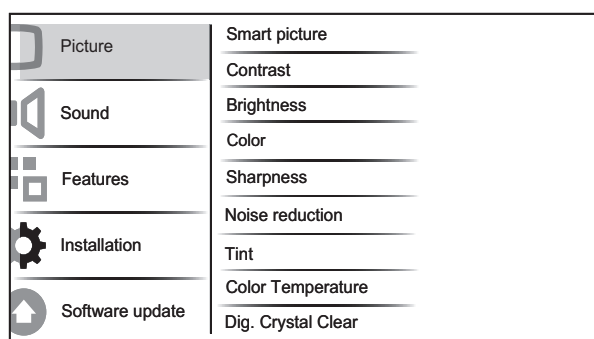 Picture
Sound
Features
Installation
Software update
Smart picture
Contrast
Brightness
Color
Sharpness
Noise reduction
Tint
Color Temperature
Dig. Crystal Clear